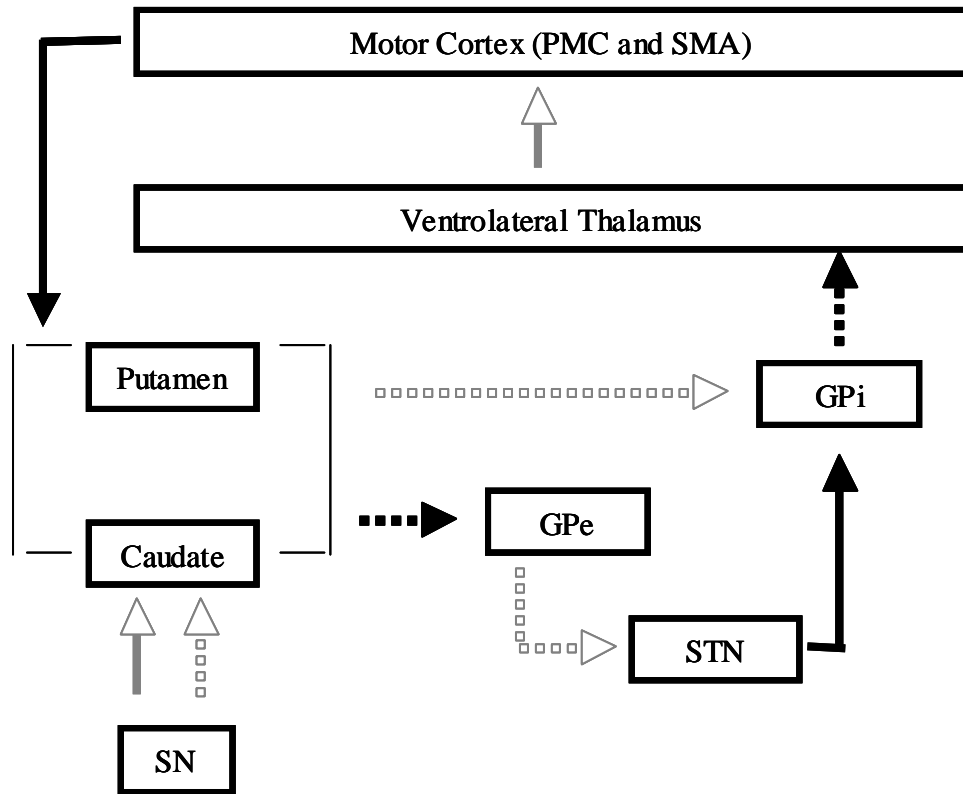 Motor Cortex (PMC and SMA)
Ventrolateral Thalamus
Putamen
GPi
GPe
Caudate
STN
SN